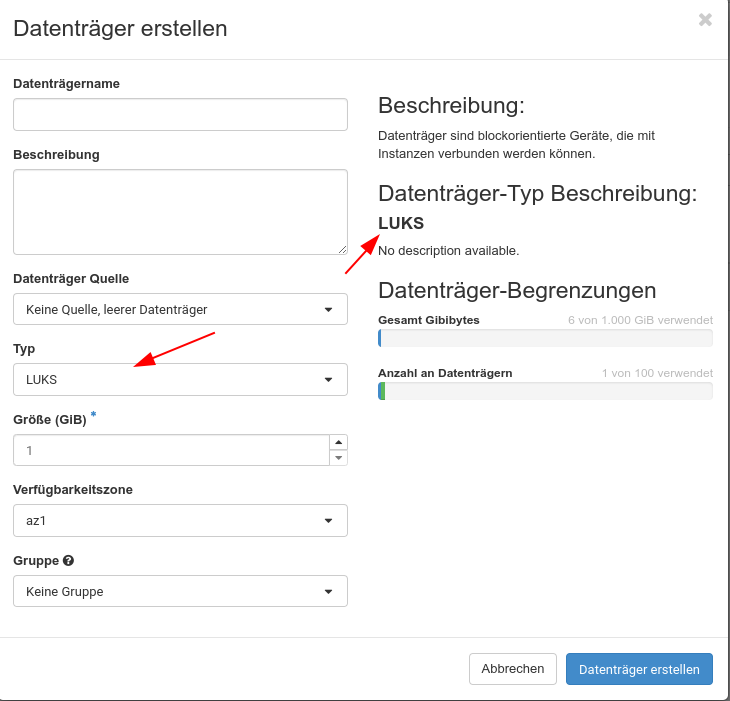 Datenträger erstellen
Datenträgername
Beschreibung
Datenträger Quelle
Keine Quelle, leerer Datenträger
Typ
LUKS
Größe (GiB) *
1
Verfügbarkeitszone
az1
Gruppe
Keine Gruppe
Beschreibung:
Datenträger sind blockorientierte Geräte, die mit
Instanzen verbunden werden können.
Datenträger-Typ Beschreibung:
LUKS
No description available.
Datenträger-Begrenzungen
Gesamt Gibibytes 6 von 1.000 GiB verwendet
Anzahl an Datenträgern 1 von 100 verwendet
Abbrechen Datenträger erstellen